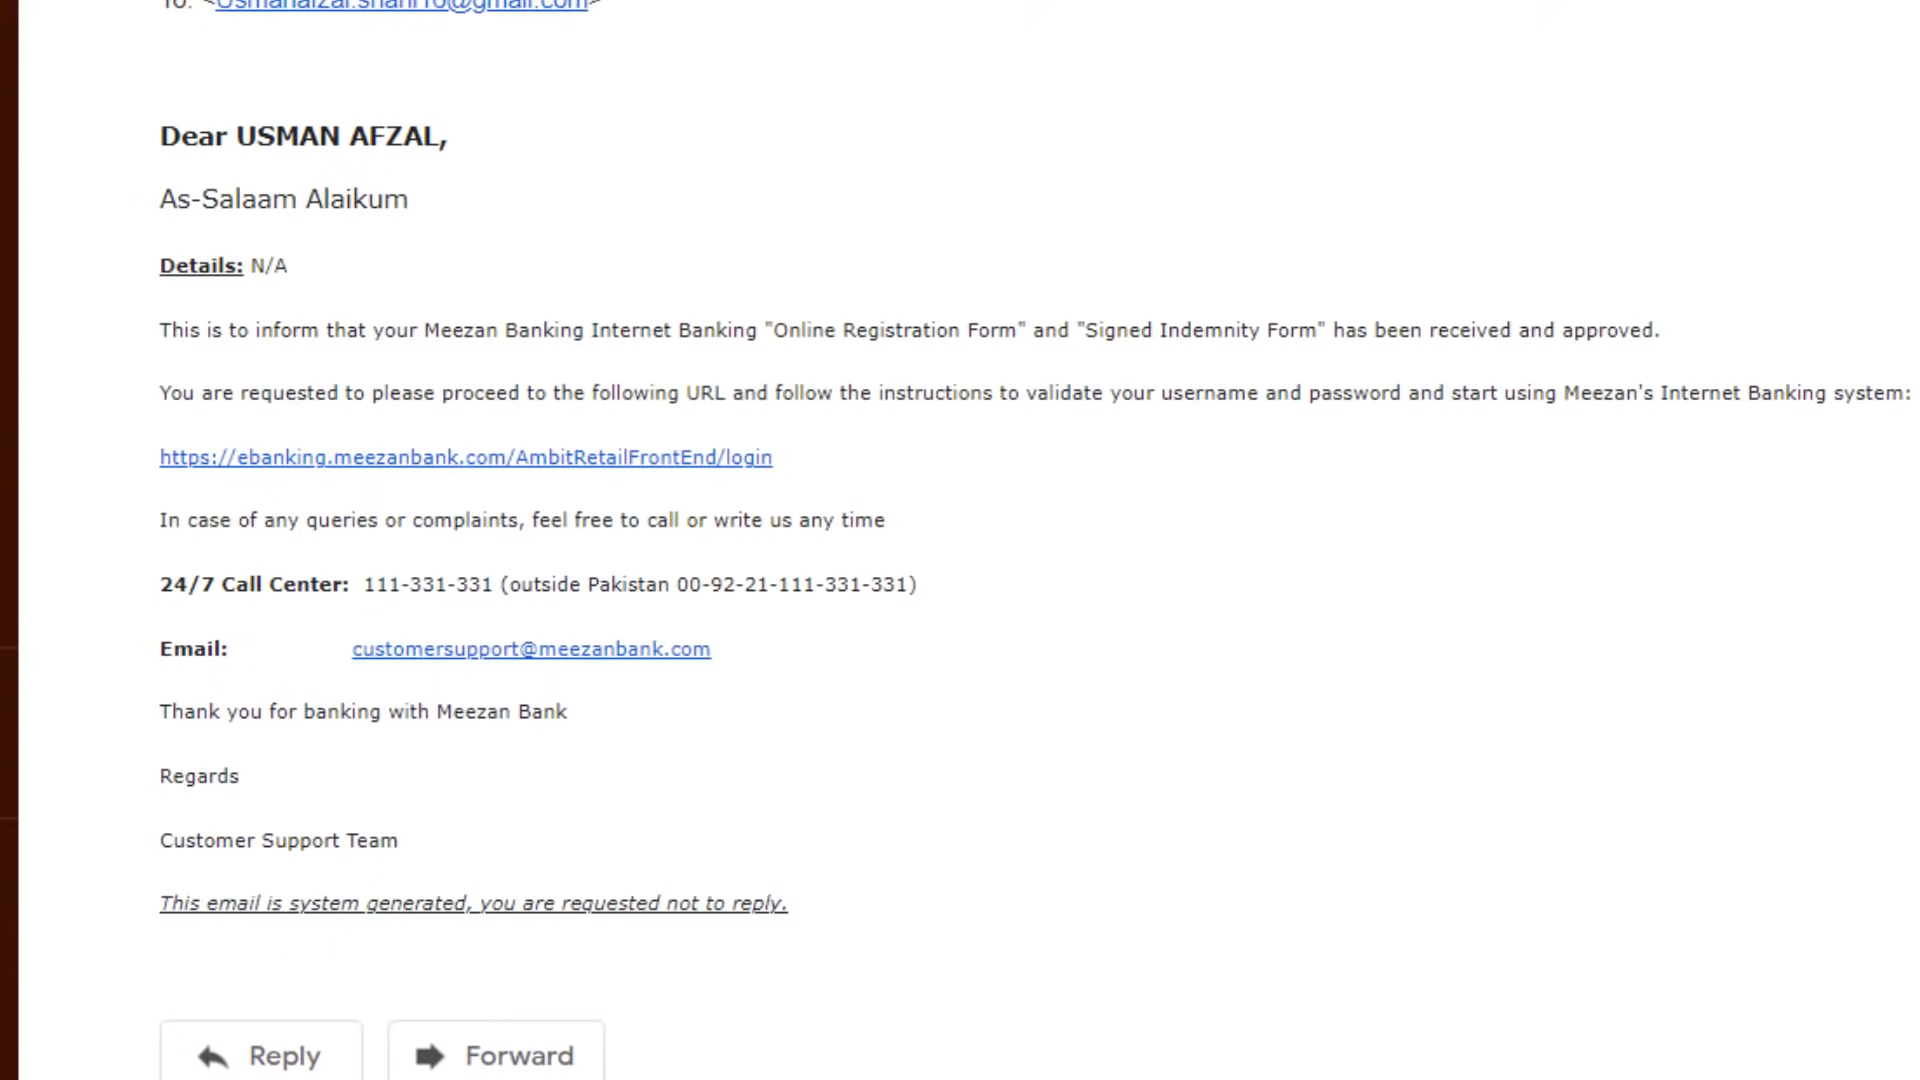 To:
Dear USMAN AFZAL,
As-Salaam Alaikum
Details: N/A
This is to inform that your Meezan Banking Internet Banking "Online Registration Form" and "Signed Indemnity Form" has been received and approved.
You are requested to please proceed to the following URL and follow the instructions to validate your username and password and start using Meezan's Internet Banking system:
https://ebanking.meezanbank.com/AmbitRetailFrontEnd/login
In case of any queries or complaints, feel free to call or write us any time
24/7 Call Center: 111-331-331 (outside Pakistan 00-92-21-111-331-331)
Email: customersupport@meezanbank.com
Thank you for banking with Meezan Bank
Regards
Customer Support Team
This email is system generated, you are requested not to reply.
Reply Forward